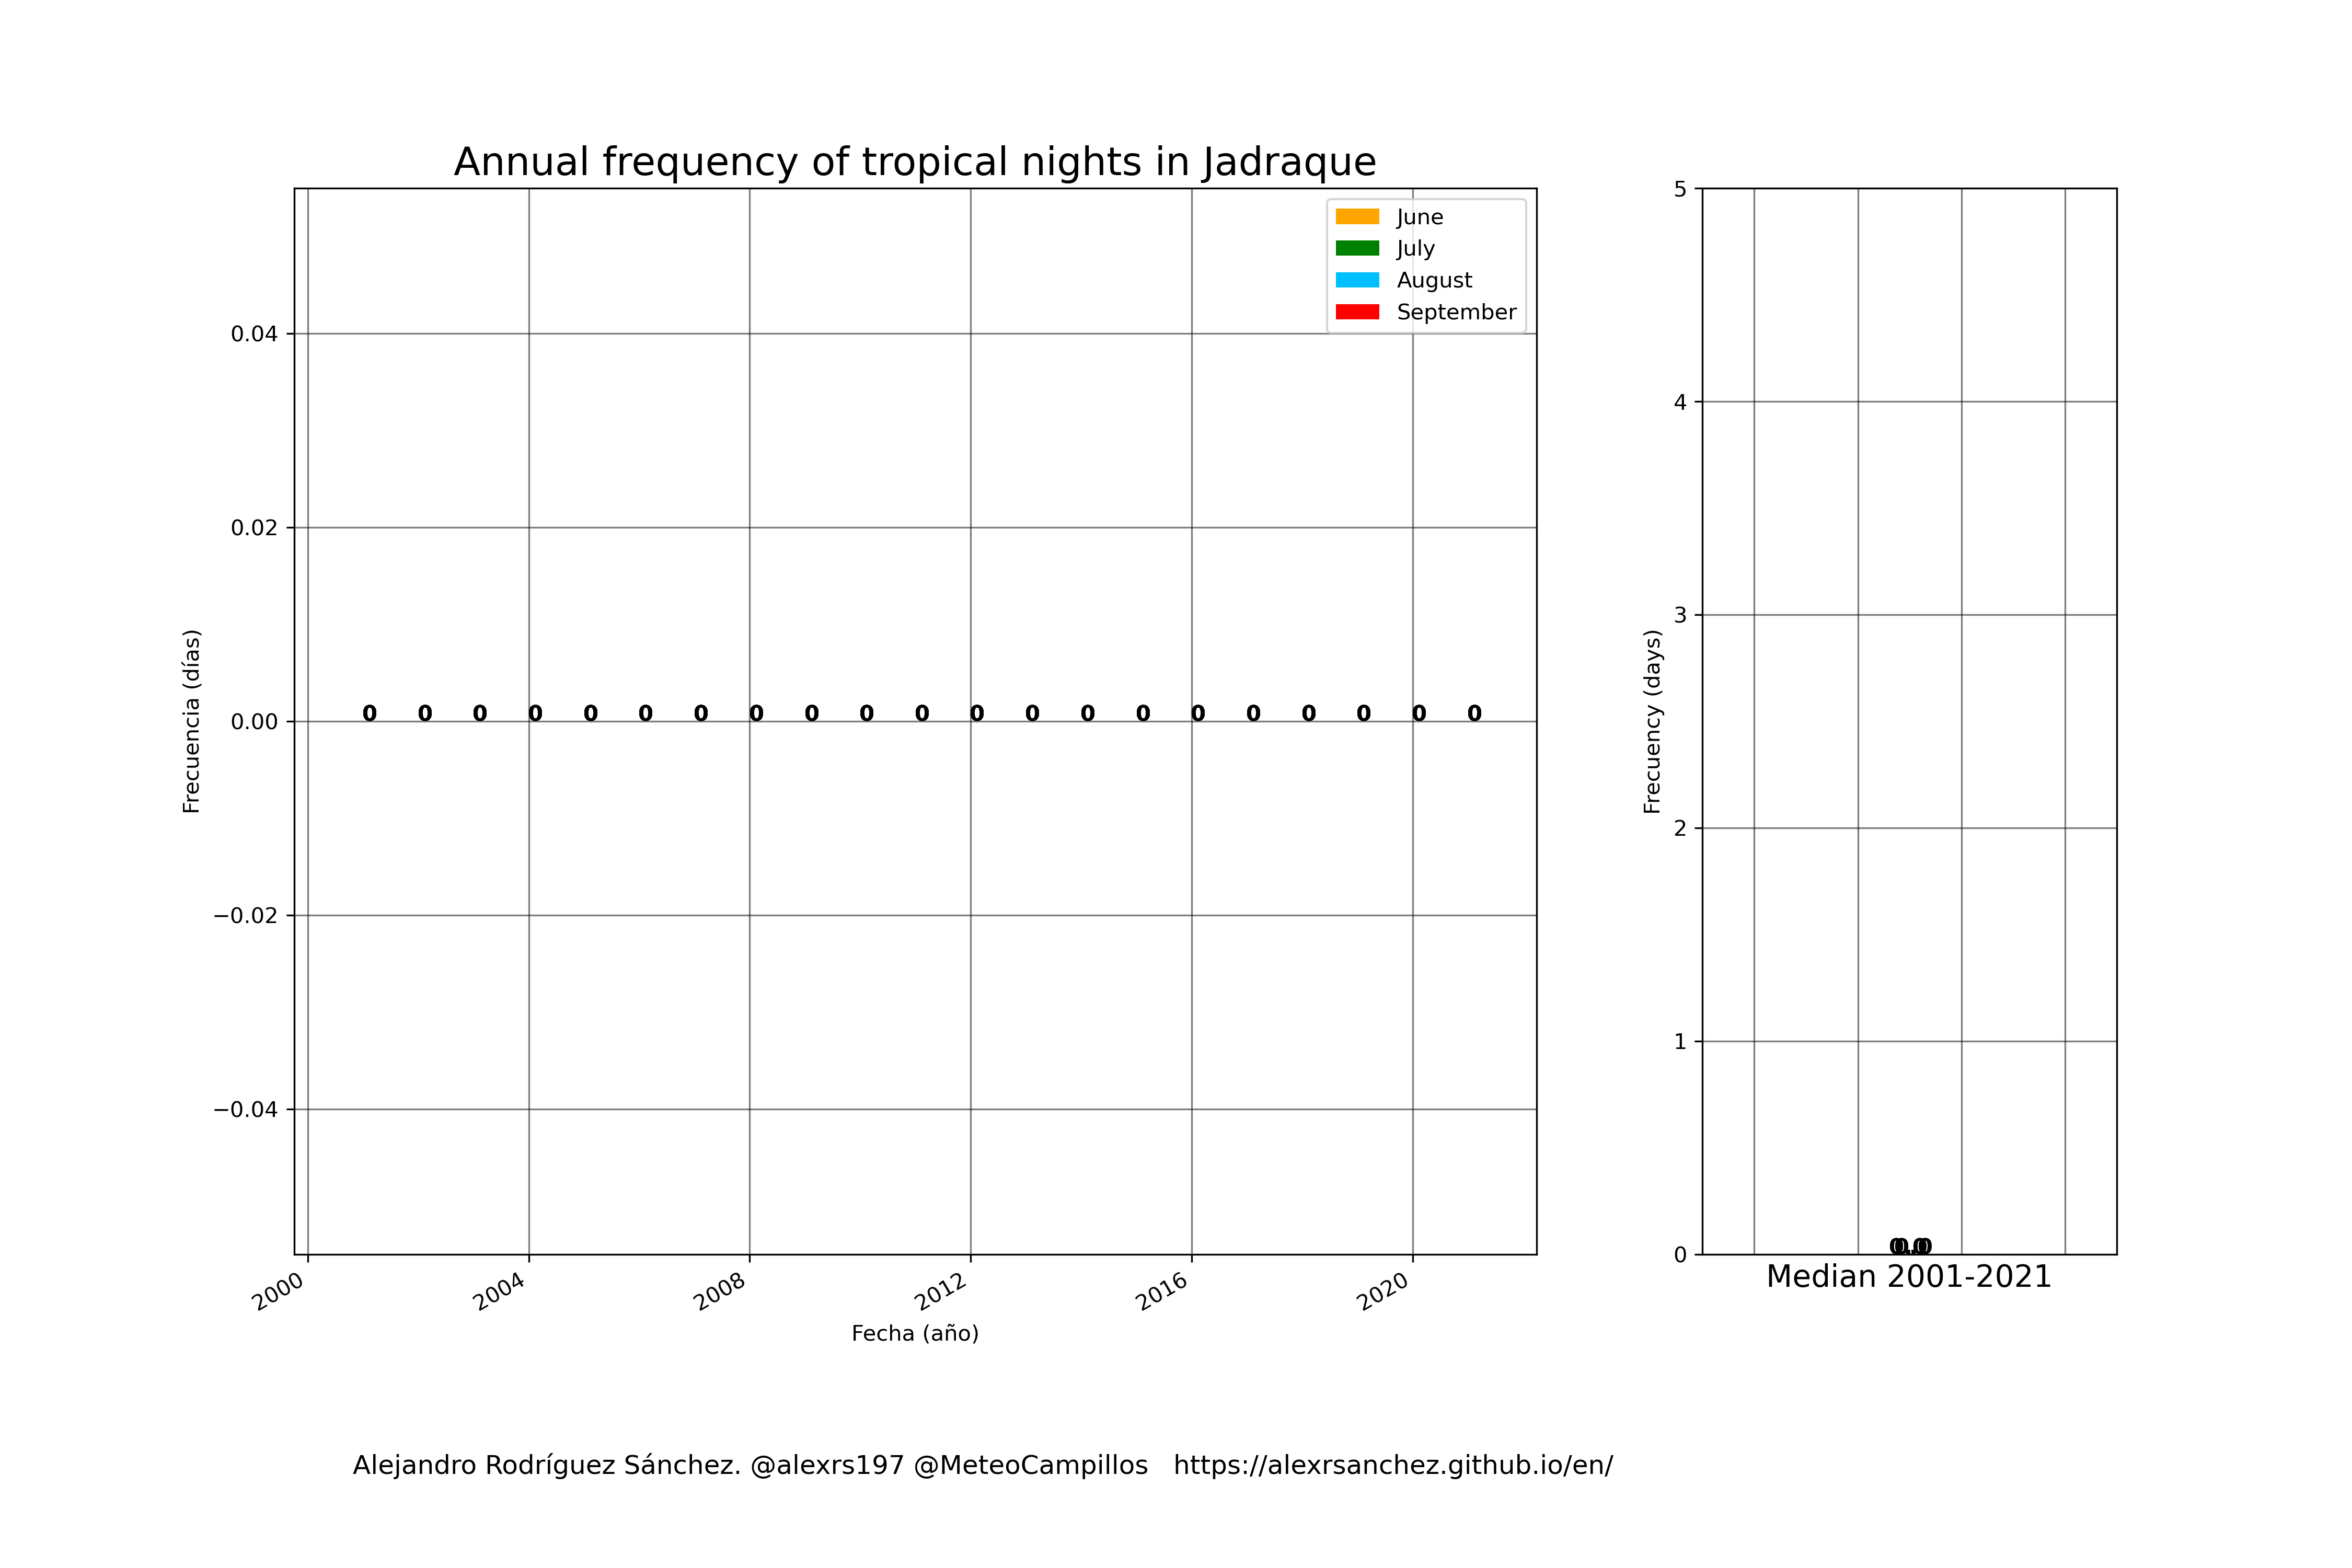 Annual frequency of tropical nights in Jadraque
June
July
August
September
0.04
0.02
0.00
−0.02
−0.04
Frecuencia (días)
0 0 0 0 0 0 0 0 0 0 0 0 0 0 0 0 0 0 0 0 0
2000 2004 2008 2012 2016 2020
Fecha (año)
5
4
3
2
1
0
Frecuency (days)
Median 2001-2021
Alejandro Rodríguez Sánchez. @alexrs197 @MeteoCampillos https://alexrsanchez.github.io/en/